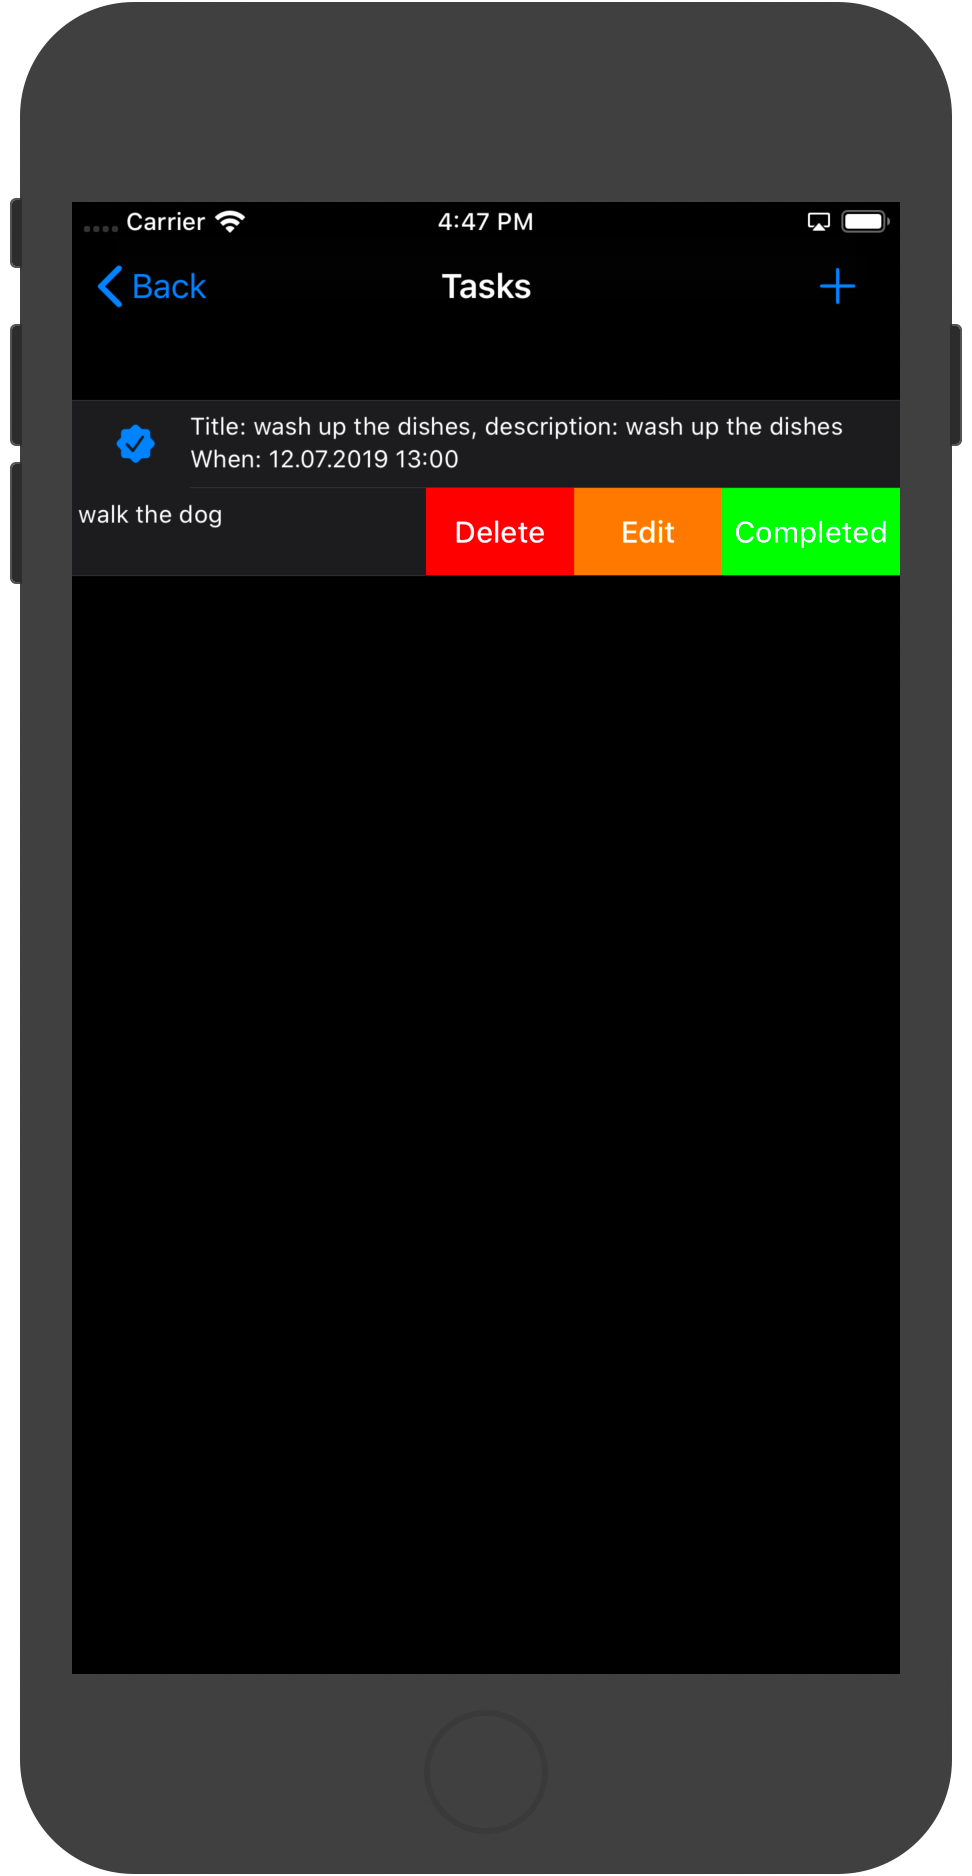 Carrier 4:47 PM
Back Tasks
Title: wash up the dishes, description: wash up the dishes
When: 12.07.2019 13:00
walk the dog Delete Edit Completed